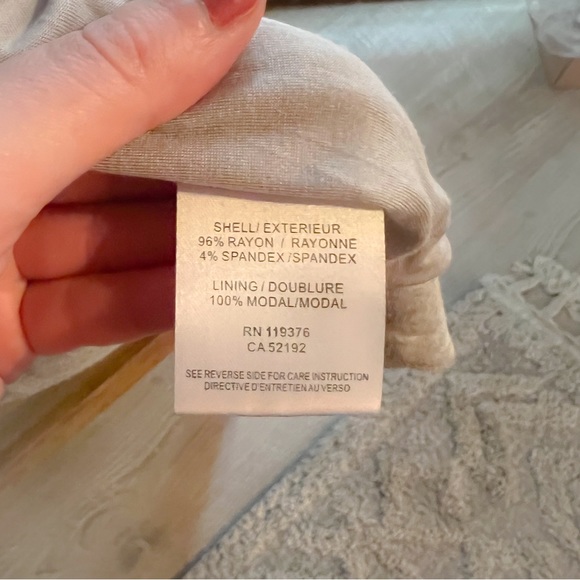 SHELL/ EXTERIEUR
96% RAYON / RAYONNE
4% SPANDEX /SPANDEX
LINING / DOUBLURE
100% MODAL/MODAL
RN 119376
CA 52192
SEE REVERSE SIDE FOR CARE INSTRUCTION
DIRECTIVE D'ENTRETIEN AU VERSO